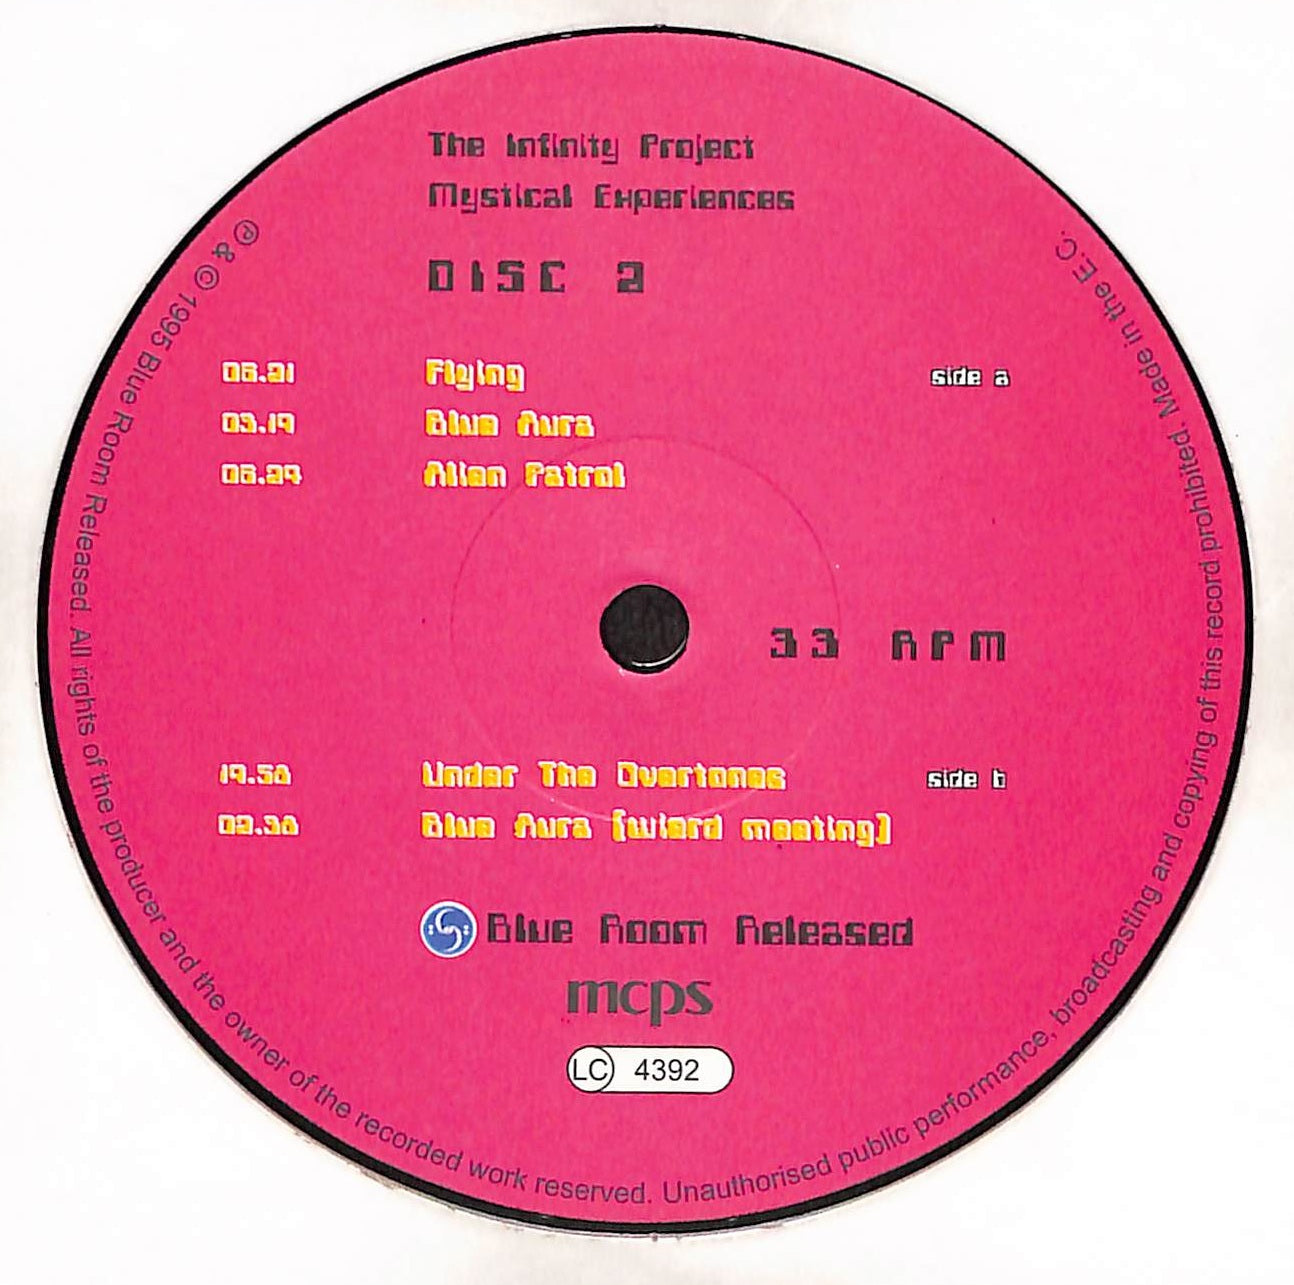 The Infinity Project
Mystical Experiences
DISC 2
06.21 Flying side a
03.19 Blue Aura
06.24 Alien Patrol
33 RPM
19.58 Under The Overtones side b
02.38 Blue Aura (wierd meeting)
Blue Room Released
mcps
LC 4392
℗ & © 1995 Blue Room Released. All rights of the producer and the owner of the recorded work reserved. Unauthorised public performance, broadcasting and copying of this record prohibited. Made in the E.C.